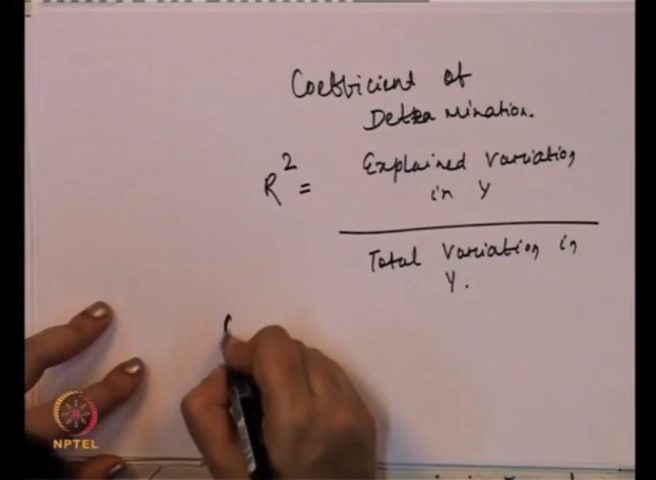 Coefficient of
Determination.
R² =
Explained Variation
in Y
Total Variation in
Y.
NPTEL